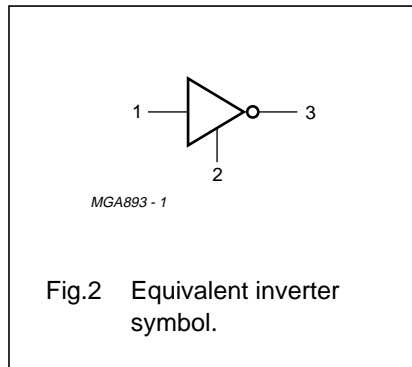 1
3
2
MGA893 - 1
Fig.2 Equivalent inverter
symbol.